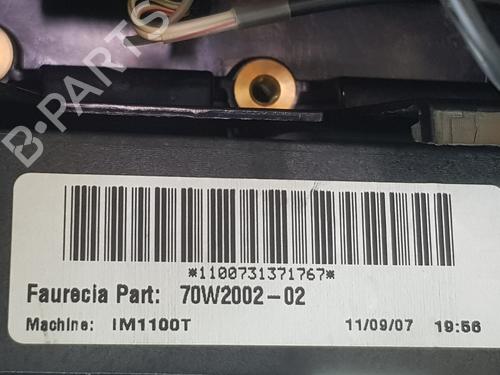 B-PARTS
*1100731371767*
Faurecia Part: 70W2002-02
Machine: IM1100T 11/09/07 19:56